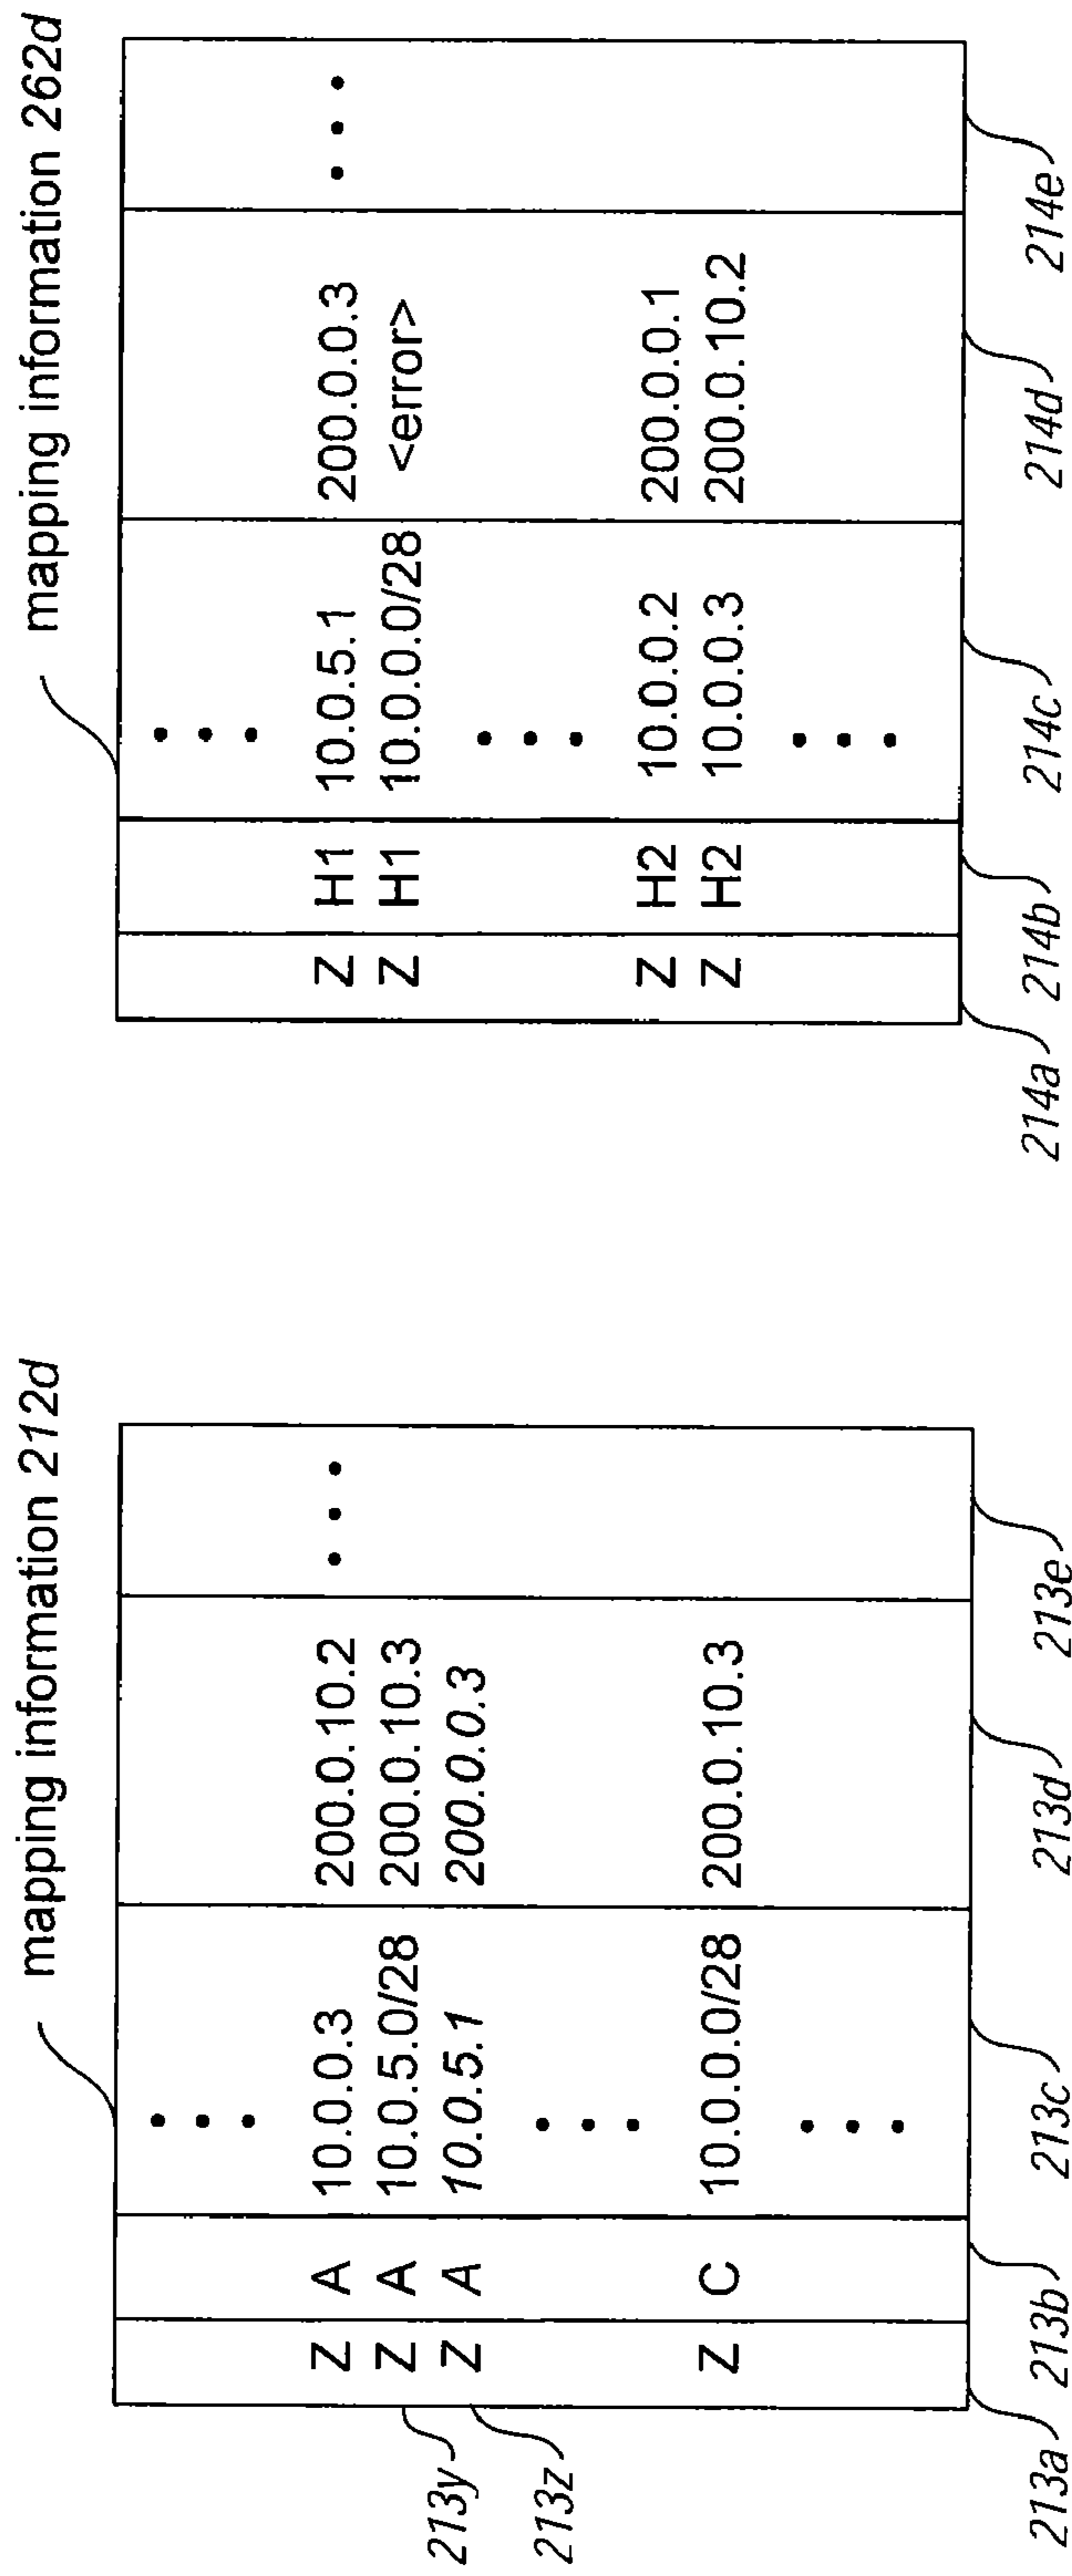 mapping information 212d
Z A 10.0.0.3 200.0.10.2
Z A 10.0.5.0/28 200.0.10.3
Z A 10.0.5.1 200.0.0.3
Z C 10.0.0.0/28 200.0.10.3
213y
213z
213a
213b
213c
213d
213e
mapping information 262d
Z H1 10.0.5.1 200.0.0.3
Z H1 10.0.0.0/28 <error>
Z H2 10.0.0.2 200.0.0.1
Z H2 10.0.0.3 200.0.10.2
214a
214b
214c
214d
214e